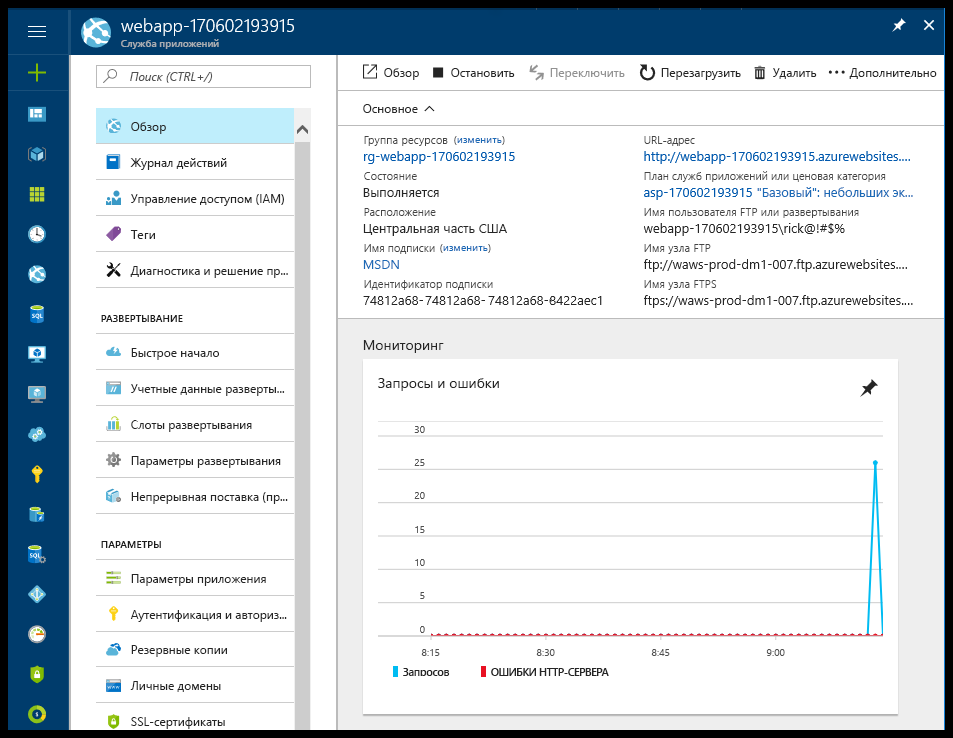 webapp-170602193915
Служба приложений
Поиск (CTRL+/)
Обзор
Журнал действий
Управление доступом (IAM)
Теги
Диагностика и решение пр...
РАЗВЕРТЫВАНИЕ
Быстрое начало
Учетные данные разверты...
Слоты развертывания
Параметры развертывания
Непрерывная поставка (пр...
ПАРАМЕТРЫ
Параметры приложения
Аутентификация и авториз...
Резервные копии
Личные домены
SSL-сертификаты
Обзор Остановить Переключить Перезагрузить Удалить ••• Дополнительно
Основное
Группа ресурсов (изменить)
rg-webapp-170602193915
Состояние
Выполняется
Расположение
Центральная часть США
Имя подписки (изменить)
MSDN
Идентификатор подписки
74812a68-74812a68- 74812a68-6422aec1
URL-адрес
http://webapp-170602193915.azurewebsites....
План служб приложений или ценовая категория
asp-170602193915 "Базовый": небольших эк...
Имя пользователя FTP или развертывания
webapp-170602193915\rick@!#$%
Имя узла FTP
ftp://waws-prod-dm1-007.ftp.azurewebsites....
Имя узла FTPS
ftps://waws-prod-dm1-007.ftp.azurewebsites....
Мониторинг
Запросы и ошибки
30
25
20
15
10
5
0
8:15 8:30 8:45 9:00
Запросов ОШИБКИ HTTP-СЕРВЕРА
SQL
SQL
www